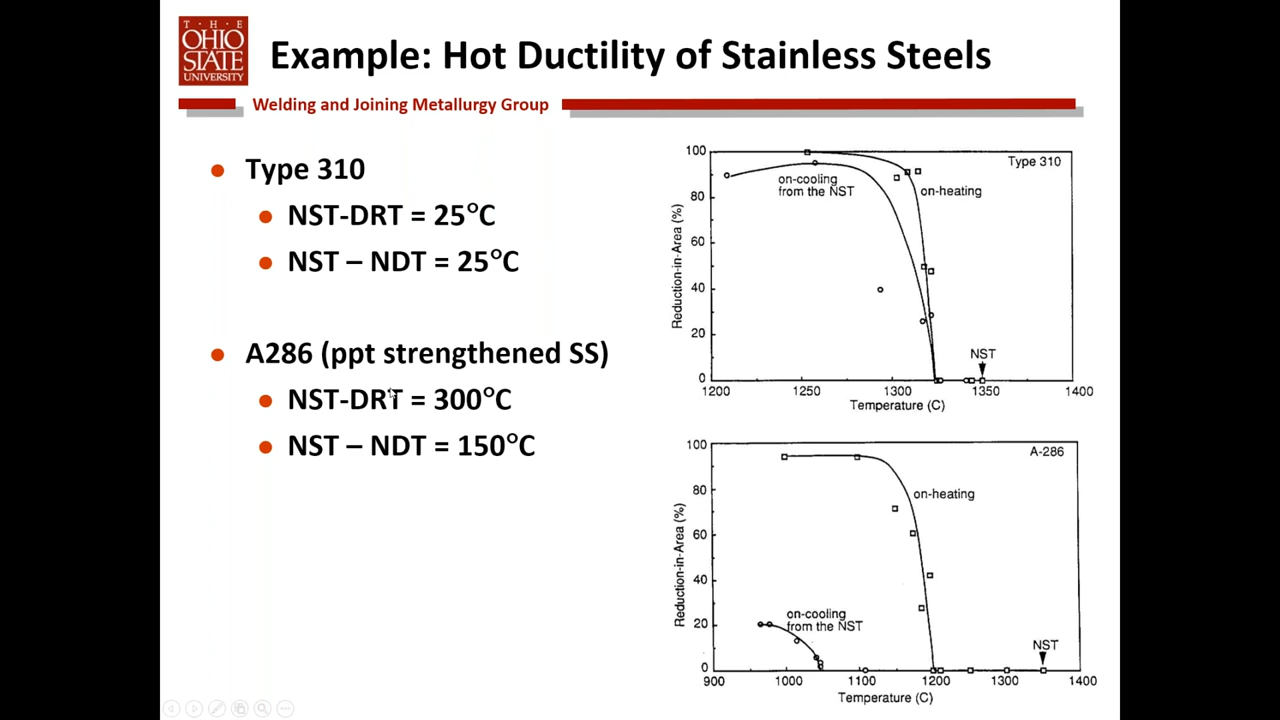 T · H · E
OHIO
STATE
UNIVERSITY
Example: Hot Ductility of Stainless Steels
Welding and Joining Metallurgy Group
Type 310
NST-DRT = 25°C
NST – NDT = 25°C
A286 (ppt strengthened SS)
NST-DRT = 300°C
NST – NDT = 150°C
Type 310
on-cooling
from the NST
on-heating
NST
Reduction-in-Area (%)
100
80
60
40
20
0
1200 1250 1300 1350 1400
Temperature (C)
A-286
on-heating
on-cooling
from the NST
NST
Reduction-in-Area (%)
100
80
60
40
20
0
900 1000 1100 1200 1300 1400
Temperature (C)